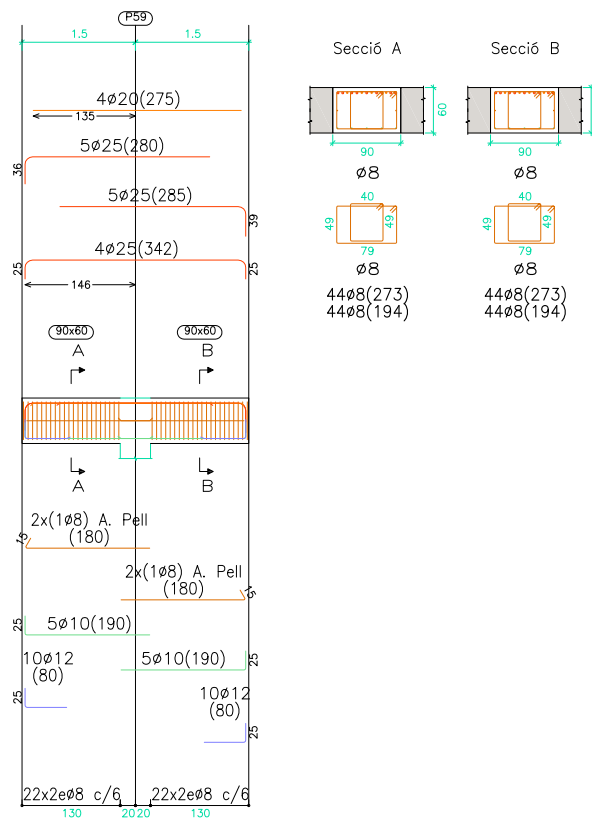 P59
1.5 1.5
Secció A Secció B
4ø20(275)
135
60
90 90
5ø25(280)
36
ø8 ø8
5ø25(285)
39
40 40
49 49 49 49
79 79
4ø25(342)
25 25
146
ø8 ø8
44ø8(273) 44ø8(273)
44ø8(194) 44ø8(194)
90x60 90x60
A B
A B
2x(1ø8) A. Pell
(180)
15
2x(1ø8) A. Pell
(180)
15
5ø10(190)
25
5ø10(190)
25
10ø12
(80)
25
10ø12
(80)
25
22x2eø8 c/6 22x2eø8 c/6
130 20 20 130